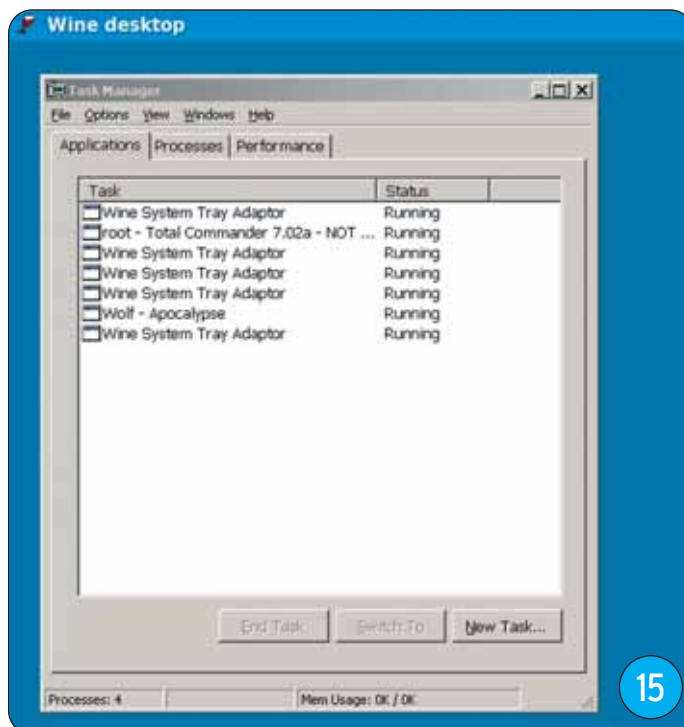 Wine desktop
Task Manager
File Options View Windows Help
Applications Processes Performance
Task Status
Wine System Tray Adaptor Running
root - Total Commander 7.02a - NOT ... Running
Wine System Tray Adaptor Running
Wine System Tray Adaptor Running
Wine System Tray Adaptor Running
Wolf - Apocalypse Running
Wine System Tray Adaptor Running
End Task Switch To New Task...
Processes: 4 Mem Usage: 0K / 0K
15